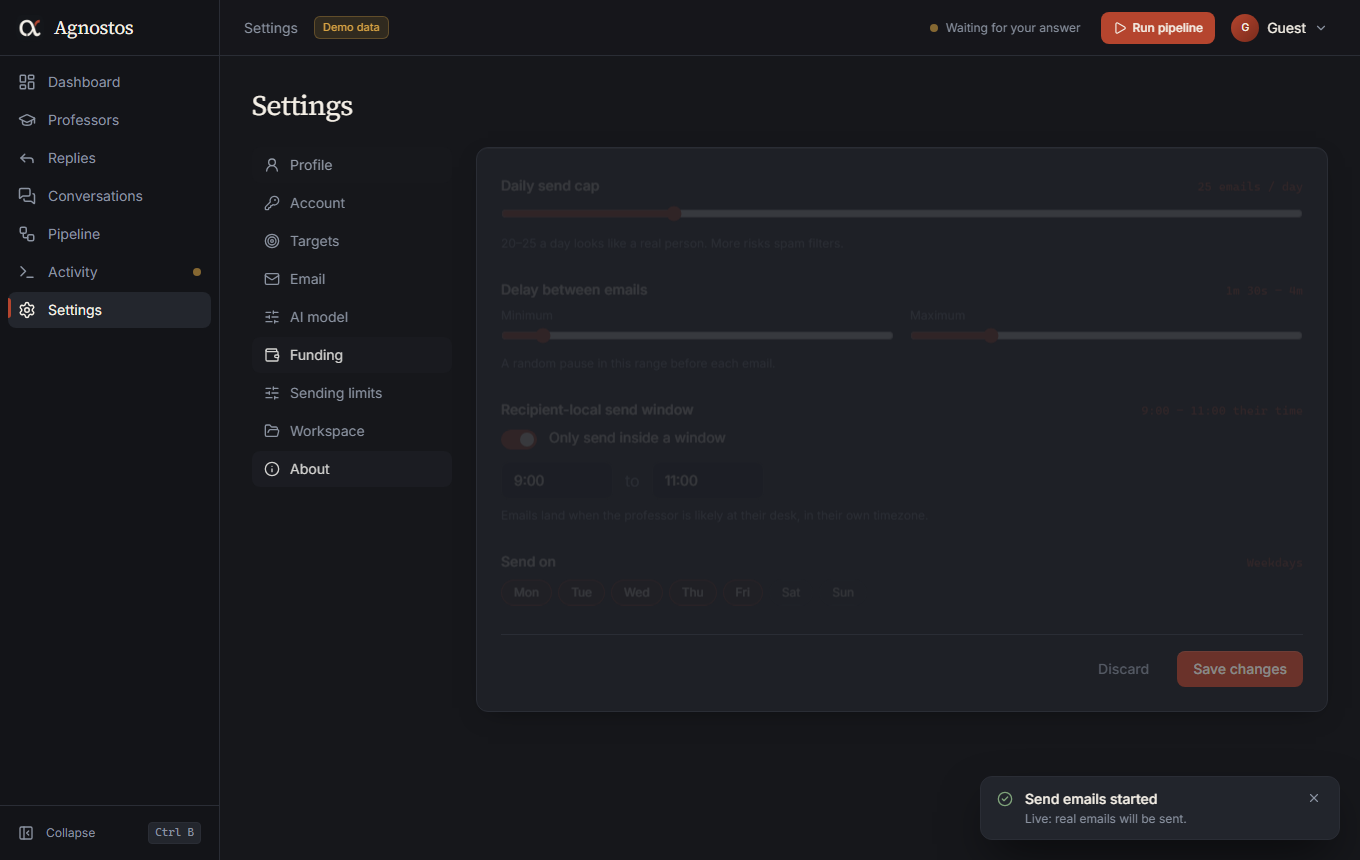 Agnostos
Settings
Demo data
Waiting for your answer
Run pipeline
G
Guest
Dashboard
Professors
Replies
Conversations
Pipeline
Activity
Settings
Settings
Profile
Account
Targets
Email
AI model
Funding
Sending limits
Workspace
About
Daily send cap
25 emails / day
20–25 a day looks like a real person. More risks spam filters.
Delay between emails
1m 30s – 4m
Minimum
Maximum
A random pause in this range before each email.
Recipient-local send window
9:00 – 11:00 their time
Only send inside a window
9:00 to 11:00
Emails land when the professor is likely at their desk, in their own timezone.
Send on
Weekdays
Mon Tue Wed Thu Fri Sat Sun
Discard
Save changes
Send emails started
Live: real emails will be sent.
Collapse
Ctrl B